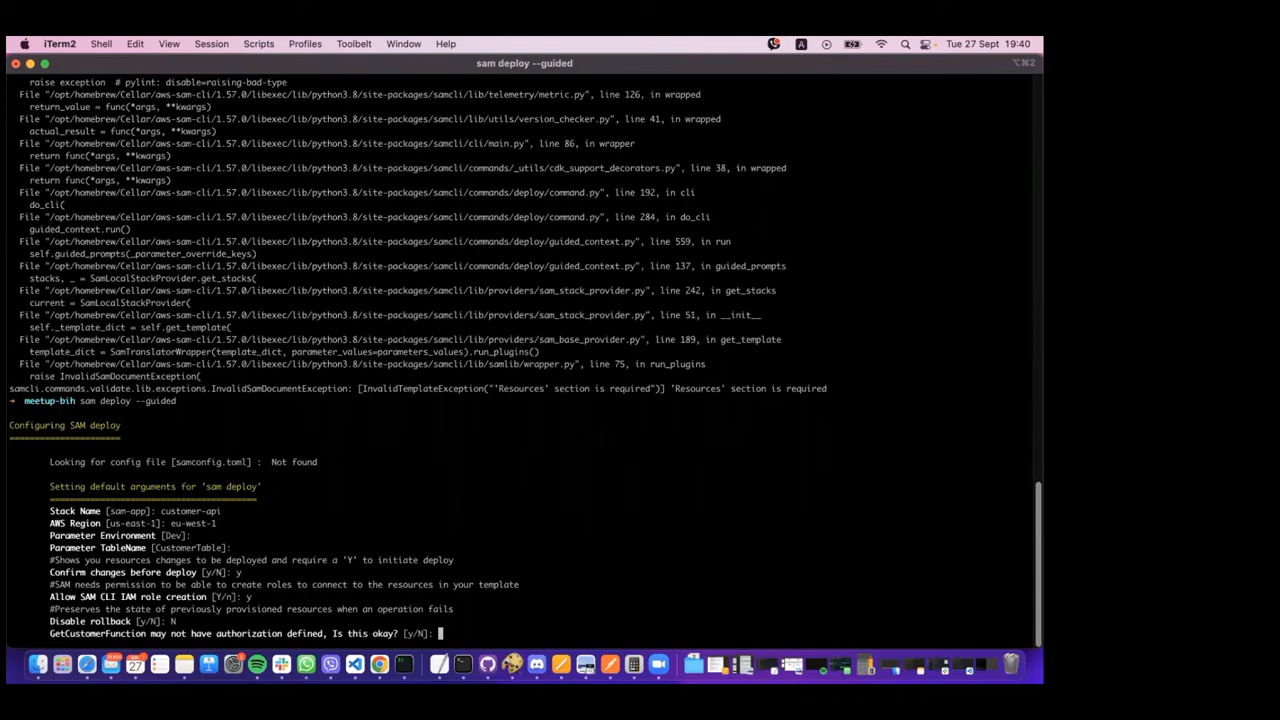 iTerm2 Shell Edit View Session Scripts Profiles Toolbelt Window Help A Tue 27 Sept 19:40
sam deploy --guided ⌥⌘2
raise exception  # pylint: disable=raising-bad-type
File "/opt/homebrew/Cellar/aws-sam-cli/1.57.0/libexec/lib/python3.8/site-packages/samcli/lib/telemetry/metric.py", line 126, in wrapped
return_value = func(*args, **kwargs)
File "/opt/homebrew/Cellar/aws-sam-cli/1.57.0/libexec/lib/python3.8/site-packages/samcli/lib/utils/version_checker.py", line 41, in wrapped
actual_result = func(*args, **kwargs)
File "/opt/homebrew/Cellar/aws-sam-cli/1.57.0/libexec/lib/python3.8/site-packages/samcli/cli/main.py", line 86, in wrapper
return func(*args, **kwargs)
File "/opt/homebrew/Cellar/aws-sam-cli/1.57.0/libexec/lib/python3.8/site-packages/samcli/commands/_utils/cdk_support_decorators.py", line 38, in wrapped
return func(*args, **kwargs)
File "/opt/homebrew/Cellar/aws-sam-cli/1.57.0/libexec/lib/python3.8/site-packages/samcli/commands/deploy/command.py", line 192, in cli
do_cli(
File "/opt/homebrew/Cellar/aws-sam-cli/1.57.0/libexec/lib/python3.8/site-packages/samcli/commands/deploy/command.py", line 284, in do_cli
guided_context.run()
File "/opt/homebrew/Cellar/aws-sam-cli/1.57.0/libexec/lib/python3.8/site-packages/samcli/commands/deploy/guided_context.py", line 559, in run
self.guided_prompts(_parameter_override_keys)
File "/opt/homebrew/Cellar/aws-sam-cli/1.57.0/libexec/lib/python3.8/site-packages/samcli/commands/deploy/guided_context.py", line 137, in guided_prompts
stacks, _ = SamLocalStackProvider.get_stacks(
File "/opt/homebrew/Cellar/aws-sam-cli/1.57.0/libexec/lib/python3.8/site-packages/samcli/lib/providers/sam_stack_provider.py", line 242, in get_stacks
current = SamLocalStackProvider(
File "/opt/homebrew/Cellar/aws-sam-cli/1.57.0/libexec/lib/python3.8/site-packages/samcli/lib/providers/sam_stack_provider.py", line 51, in __init__
self._template_dict = self.get_template(
File "/opt/homebrew/Cellar/aws-sam-cli/1.57.0/libexec/lib/python3.8/site-packages/samcli/lib/providers/sam_base_provider.py", line 189, in get_template
template_dict = SamTranslatorWrapper(template_dict, parameter_values=parameters_values).run_plugins()
File "/opt/homebrew/Cellar/aws-sam-cli/1.57.0/libexec/lib/python3.8/site-packages/samcli/lib/samlib/wrapper.py", line 75, in run_plugins
raise InvalidSamDocumentException(
samcli.commands.validate.lib.exceptions.InvalidSamDocumentException: [InvalidTemplateException("'Resources' section is required")] 'Resources' section is required
→ meetup-bih sam deploy --guided
Configuring SAM deploy
======================
Looking for config file [samconfig.toml] :  Not found
Setting default arguments for 'sam deploy'
=========================================
Stack Name [sam-app]: customer-api
AWS Region [us-east-1]: eu-west-1
Parameter Environment [Dev]:
Parameter TableName [CustomerTable]:
#Shows you resources changes to be deployed and require a 'Y' to initiate deploy
Confirm changes before deploy [y/N]: y
#SAM needs permission to be able to create roles to connect to the resources in your template
Allow SAM CLI IAM role creation [Y/n]: y
#Preserves the state of previously provisioned resources when an operation fails
Disable rollback [y/N]: N
GetCustomerFunction may not have authorization defined, Is this okay? [y/N]: